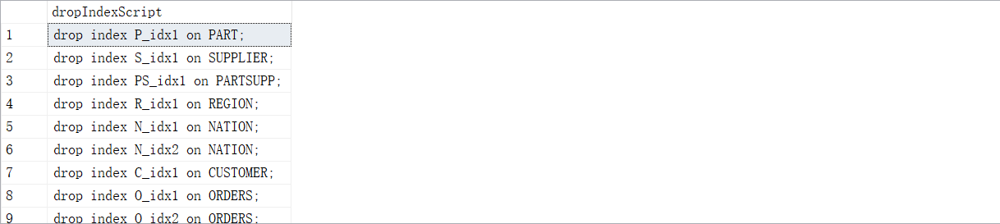 dropIndexScript
1 drop index P_idx1 on PART;
2 drop index S_idx1 on SUPPLIER;
3 drop index PS_idx1 on PARTSUPP;
4 drop index R_idx1 on REGION;
5 drop index N_idx1 on NATION;
6 drop index N_idx2 on NATION;
7 drop index C_idx1 on CUSTOMER;
8 drop index O_idx1 on ORDERS;
9 drop index O_idx2 on ORDERS;